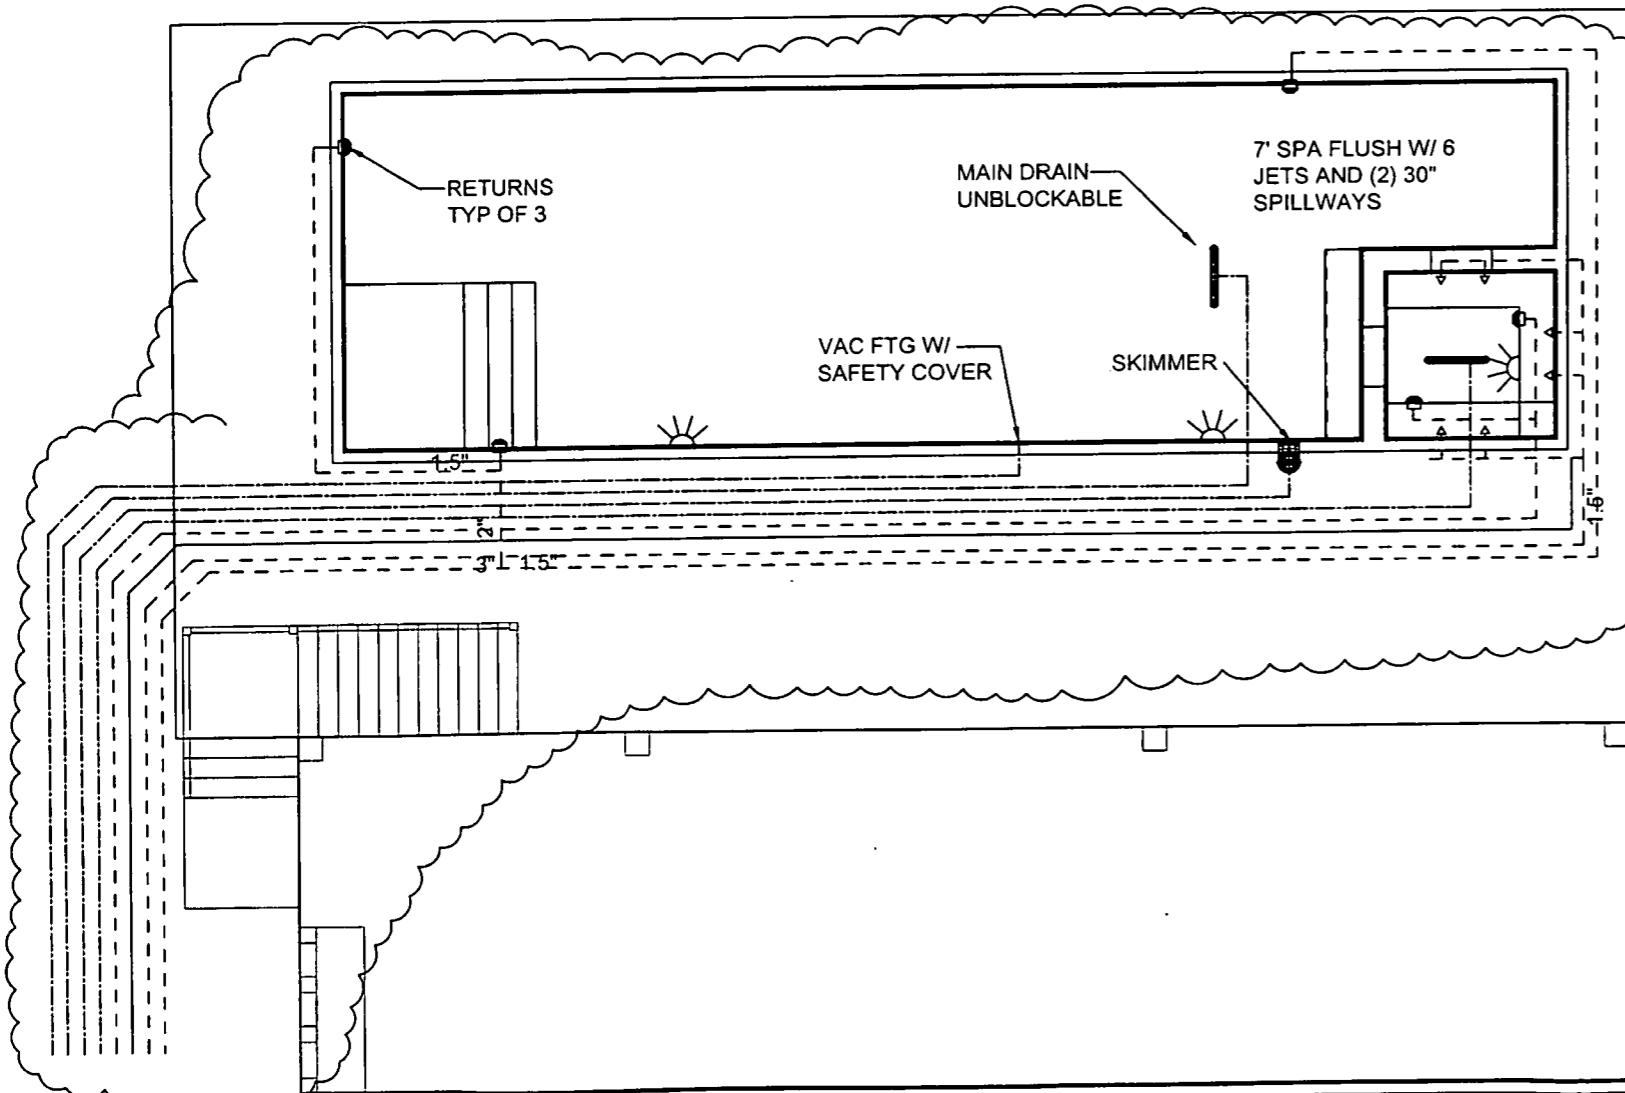 7' SPA FLUSH W/ 6
JETS AND (2) 30"
SPILLWAYS
MAIN DRAIN
UNBLOCKABLE
RETURNS
TYP OF 3
VAC FTG W/
SAFETY COVER
SKIMMER
1.5"
2"
3" 1.5"
1.5"